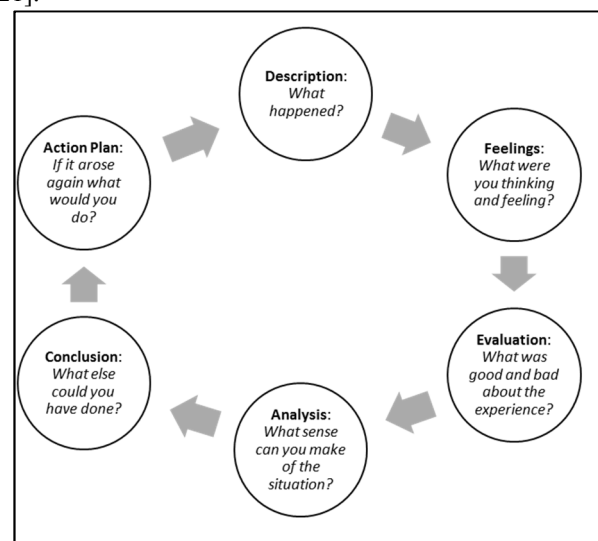 Description:
What
happened?
Feelings:
What were
you thinking
and feeling?
Evaluation:
What was
good and bad
about the
experience?
Analysis:
What sense
can you make
of the
situation?
Conclusion:
What else
could you
have done?
Action Plan:
If it arose
again what
would you
do?